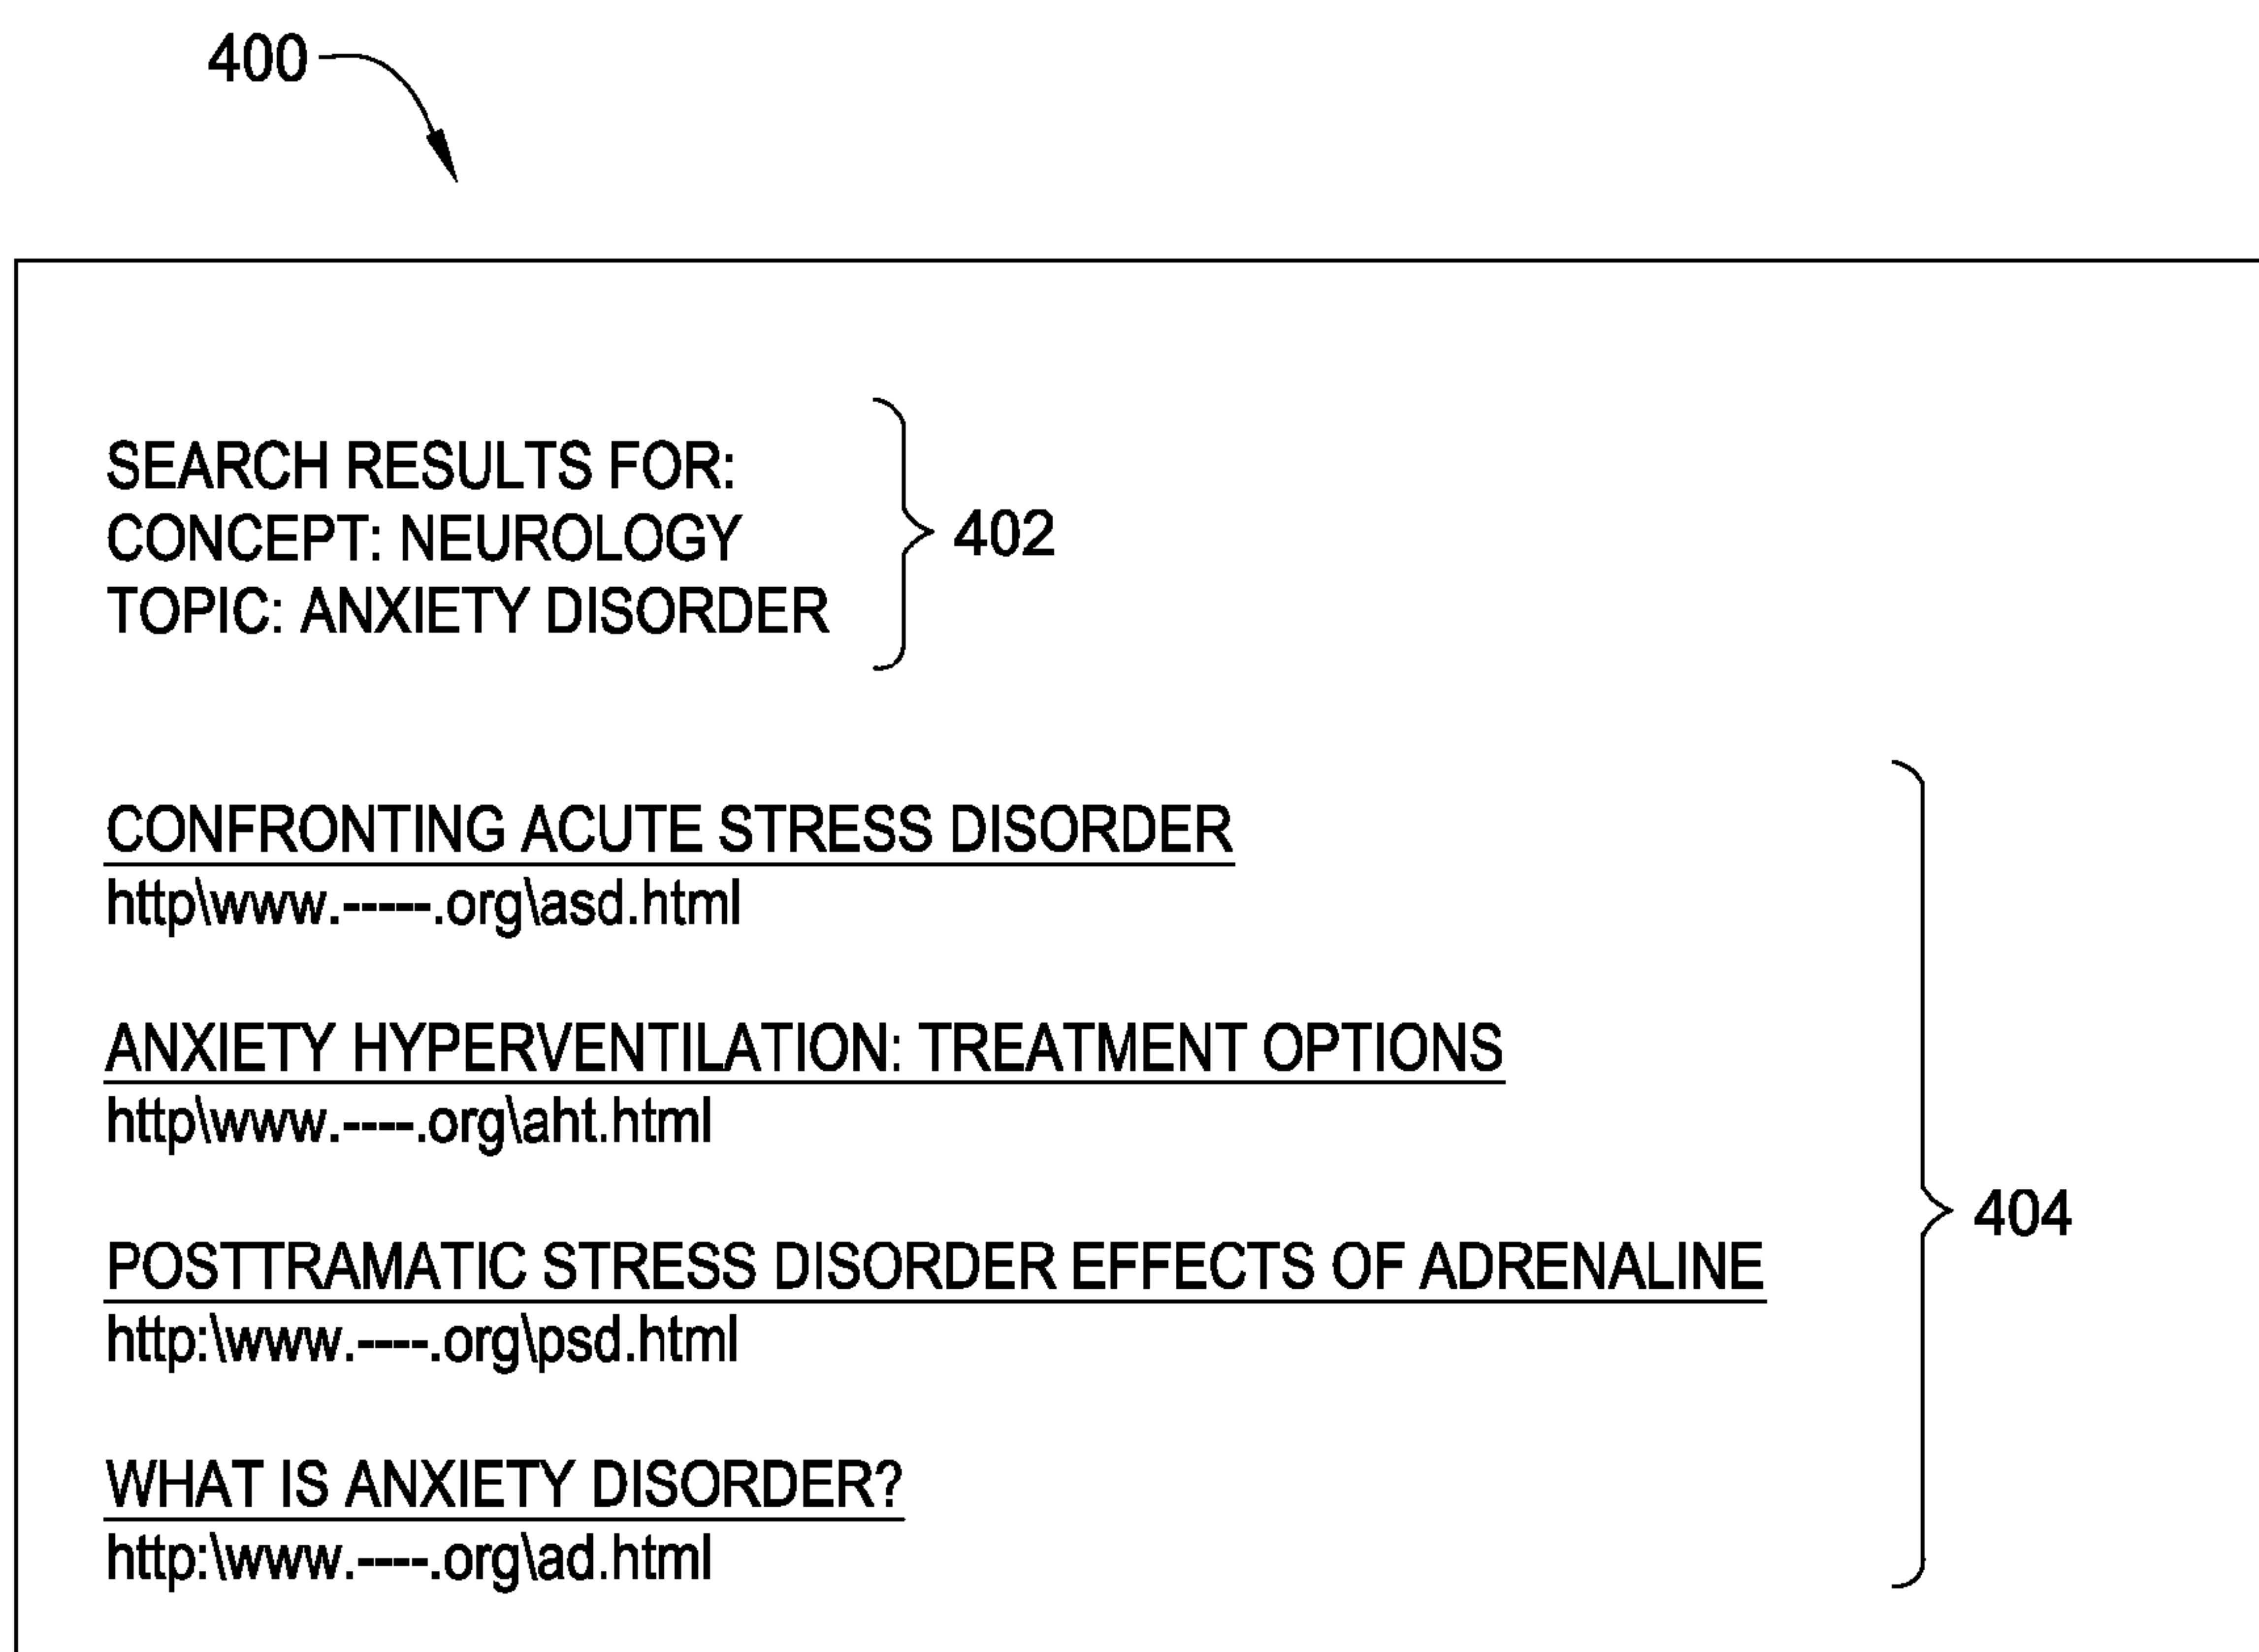 400
SEARCH RESULTS FOR:
CONCEPT: NEUROLOGY
TOPIC: ANXIETY DISORDER
402
CONFRONTING ACUTE STRESS DISORDER
http\www.-----.org\asd.html
ANXIETY HYPERVENTILATION: TREATMENT OPTIONS
http\www.----.org\aht.html
POSTTRAMATIC STRESS DISORDER EFFECTS OF ADRENALINE
http:\www.----.org\psd.html
404
WHAT IS ANXIETY DISORDER?
http:\www.----.org\ad.html